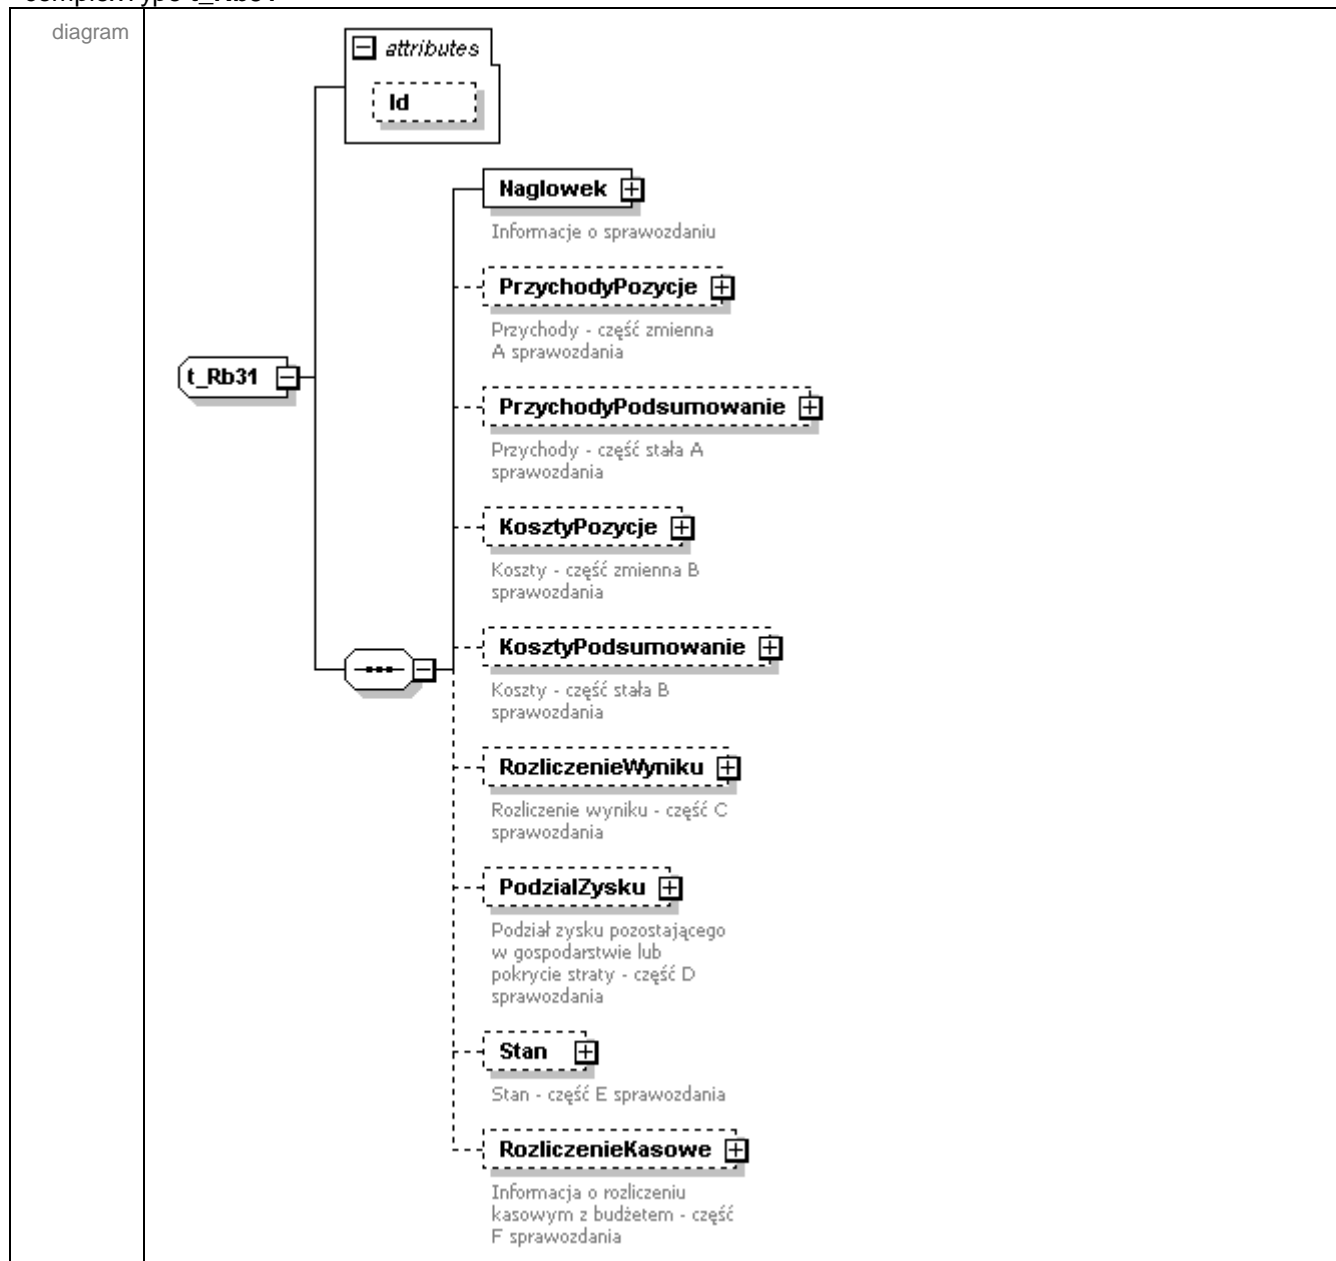 complexType t_Rb31
diagram
attributes
Id
Naglowek
Informacje o sprawozdaniu
PrzychodyPozycje
Przychody - część zmienna
A sprawozdania
t_Rb31
PrzychodyPodsumowanie
Przychody - część stała A
sprawozdania
KosztyPozycje
Koszty - część zmienna B
sprawozdania
KosztyPodsumowanie
Koszty - część stała B
sprawozdania
RozliczenieWyniku
Rozliczenie wyniku - część C
sprawozdania
PodzialZysku
Podział zysku pozostającego
w gospodarstwie lub
pokrycie straty - część D
sprawozdania
Stan
Stan - część E sprawozdania
RozliczenieKasowe
Informacja o rozliczeniu
kasowym z budżetem - część
F sprawozdania